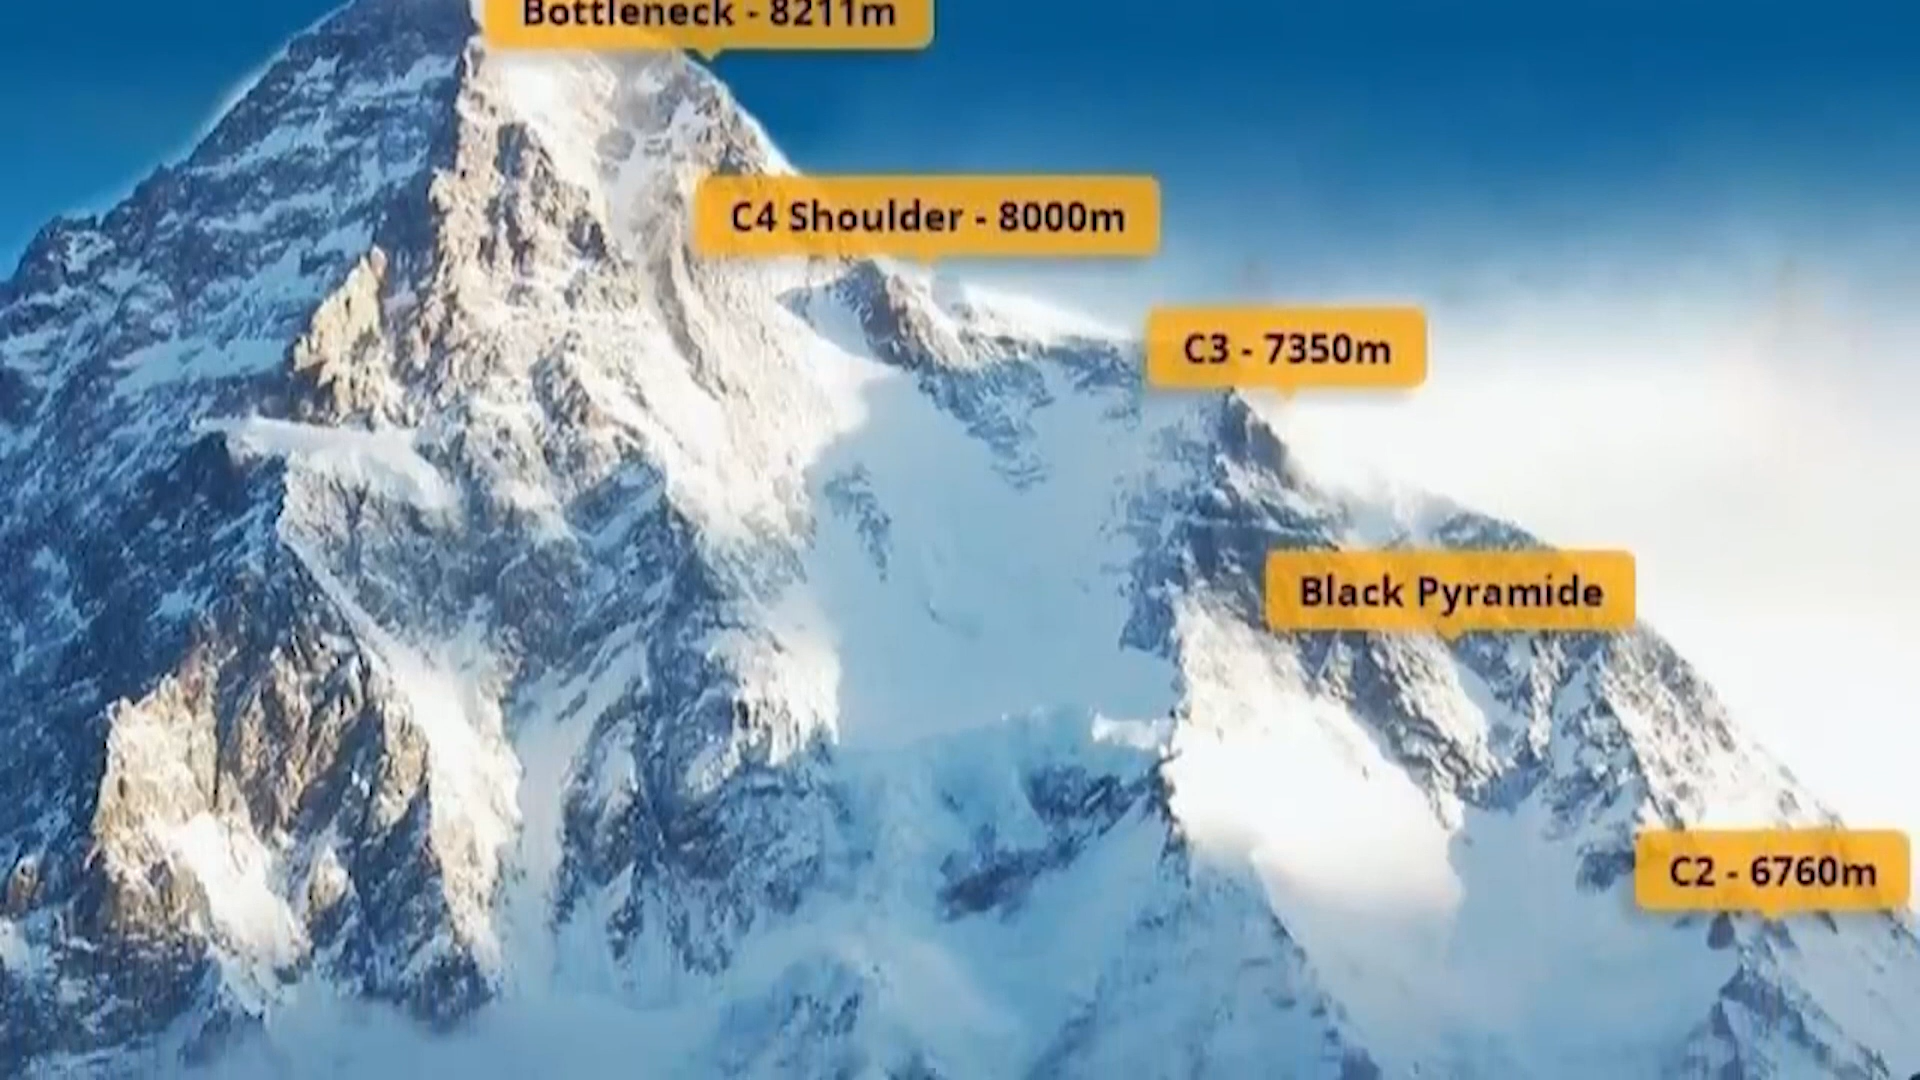 Bottleneck - 8211m
C4 Shoulder - 8000m
C3 - 7350m
Black Pyramide
C2 - 6760m